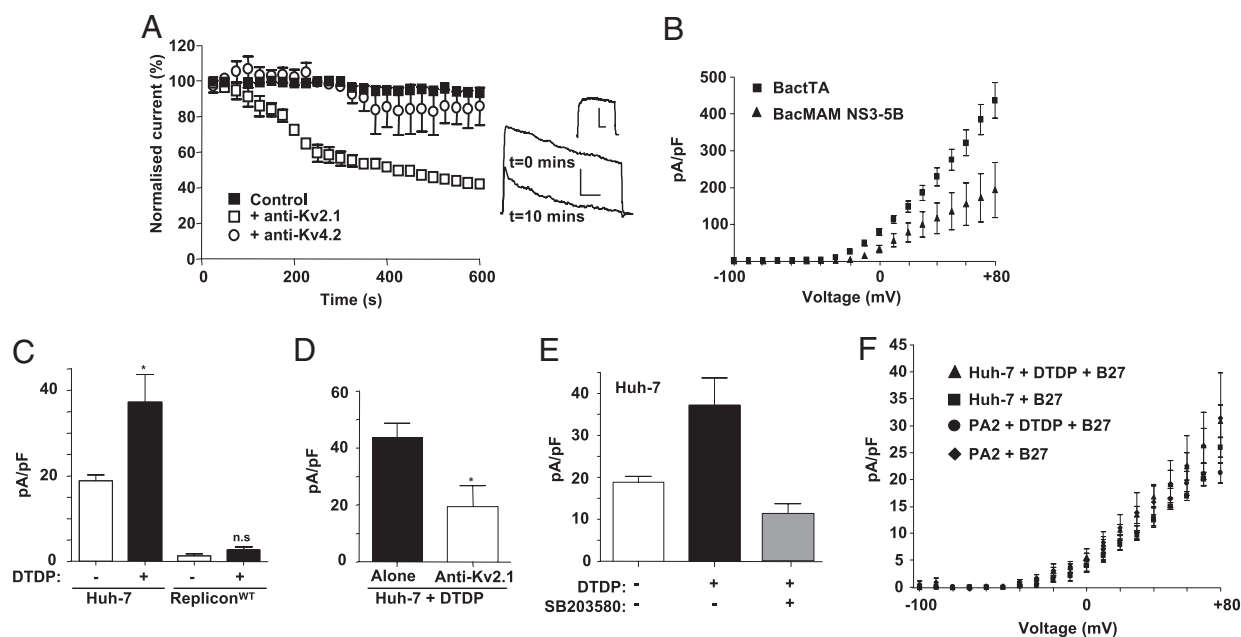 A
Normalised current (%)
120
100
80
60
40
20
0
0
200
400
600
Time (s)
Control
+ anti-Kv2.1
+ anti-Kv4.2
t=0 mins
t=10 mins
B
pA/pF
500
400
300
200
100
-100
0
+80
Voltage (mV)
BactTA
BacMAM NS3-5B
C
pA/pF
40
20
0
*
n.s
DTDP: - + - +
Huh-7 RepliconWT
D
pA/pF
60
40
20
0
*
Alone Anti-Kv2.1
Huh-7 + DTDP
E
Huh-7
pA/pF
40
30
20
10
0
DTDP: - + +
SB203580: - - +
F
pA/pF
45
40
35
30
25
20
15
10
5
0
-100
0
+80
Voltage (mV)
Huh-7 + DTDP + B27
Huh-7 + B27
PA2 + DTDP + B27
PA2 + B27